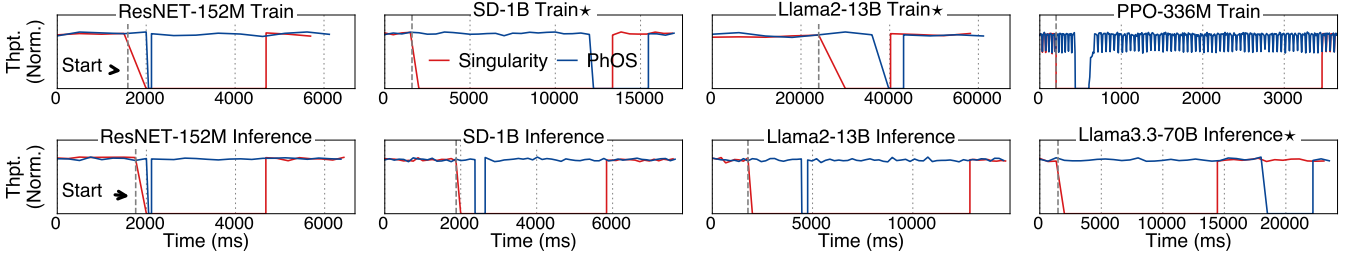 ResNET-152M Train
SD-1B Train★
Llama2-13B Train★
PPO-336M Train
Thpt.
(Norm.)
Start
Singularity
PhOS
0 2000 4000 6000
0 5000 10000 15000
0 20000 40000 60000
0 1000 2000 3000
ResNET-152M Inference
SD-1B Inference
Llama2-13B Inference
Llama3.3-70B Inference★
Thpt.
(Norm.)
Start
0 2000 4000 6000
0 2000 4000 6000
0 5000 10000
0 5000 10000 15000 20000
Time (ms)
Time (ms)
Time (ms)
Time (ms)